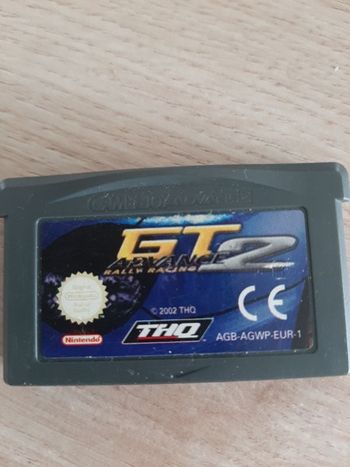 GAME BOY ADVANCE
GT
ADVANCE 2
RALLY RACING
© 2002 THQ
CE
Nintendo
THQ
AGB-AGWP-EUR-1